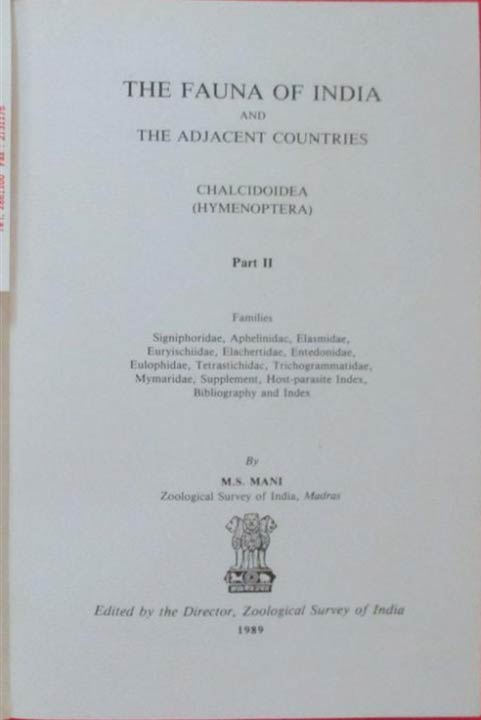 THE FAUNA OF INDIA
AND
THE ADJACENT COUNTRIES
CHALCIDOIDEA
(HYMENOPTERA)
Part II
Families
Signiphoridae, Aphelinidae, Elasmidae,
Euryischiidae, Elachertidae, Entedonidae,
Eulophidae, Tetrastichidae, Trichogrammatidae,
Mymaridae, Supplement, Host-parasite Index,
Bibliography and Index
By
M.S. MANI
Zoological Survey of India, Madras
Edited by the Director, Zoological Survey of India
1989